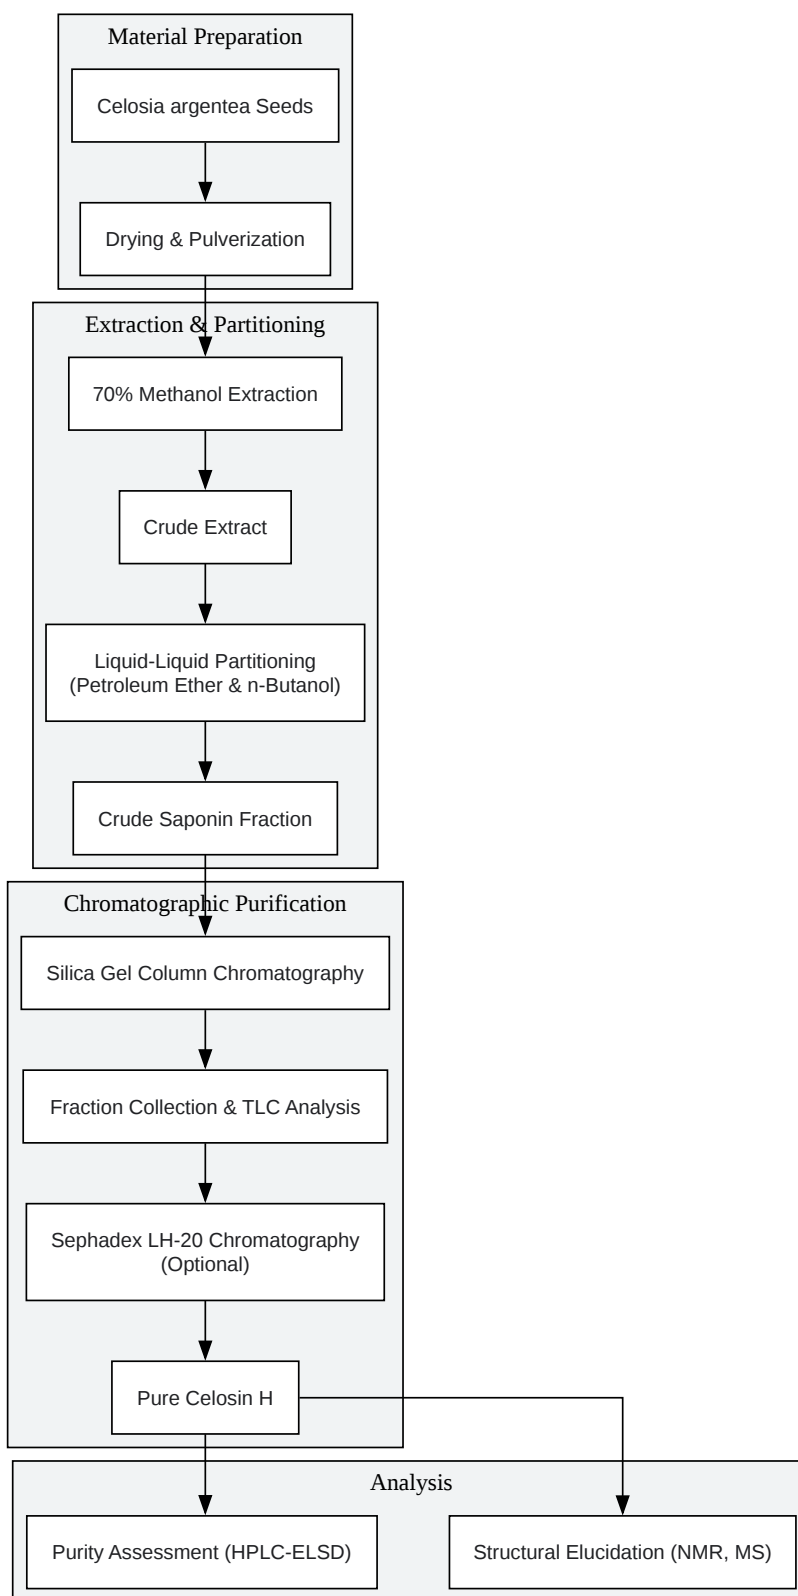 Material Preparation
Celosia argentea Seeds
Drying & Pulverization
Extraction & Partitioning
70% Methanol Extraction
Crude Extract
Liquid-Liquid Partitioning
(Petroleum Ether & n-Butanol)
Crude Saponin Fraction
Chromatographic Purification
Silica Gel Column Chromatography
Fraction Collection & TLC Analysis
Sephadex LH-20 Chromatography
(Optional)
Pure Celosin H
Analysis
Purity Assessment (HPLC-ELSD)
Structural Elucidation (NMR, MS)